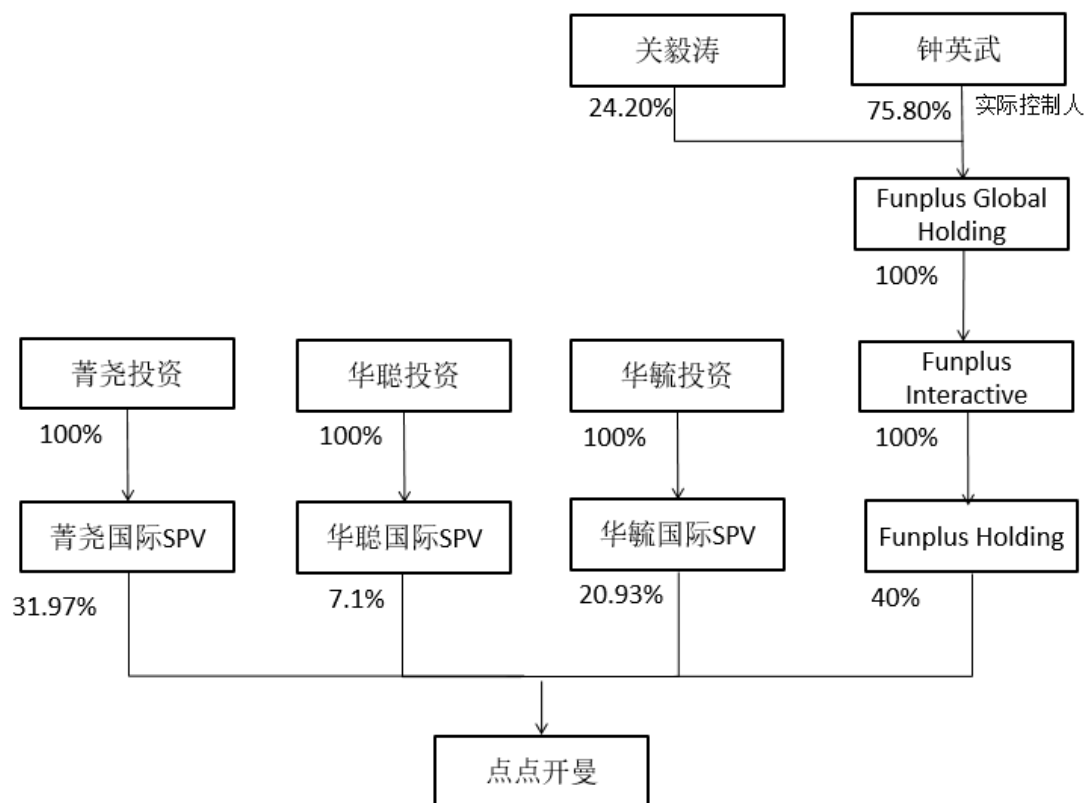 关毅涛
钟英武
24.20%
75.80%
实际控制人
Funplus Global
Holding
100%
菁尧投资
华聪投资
华毓投资
Funplus
Interactive
100%
100%
100%
100%
菁尧国际SPV
华聪国际SPV
华毓国际SPV
Funplus Holding
31.97%
7.1%
20.93%
40%
点点开曼